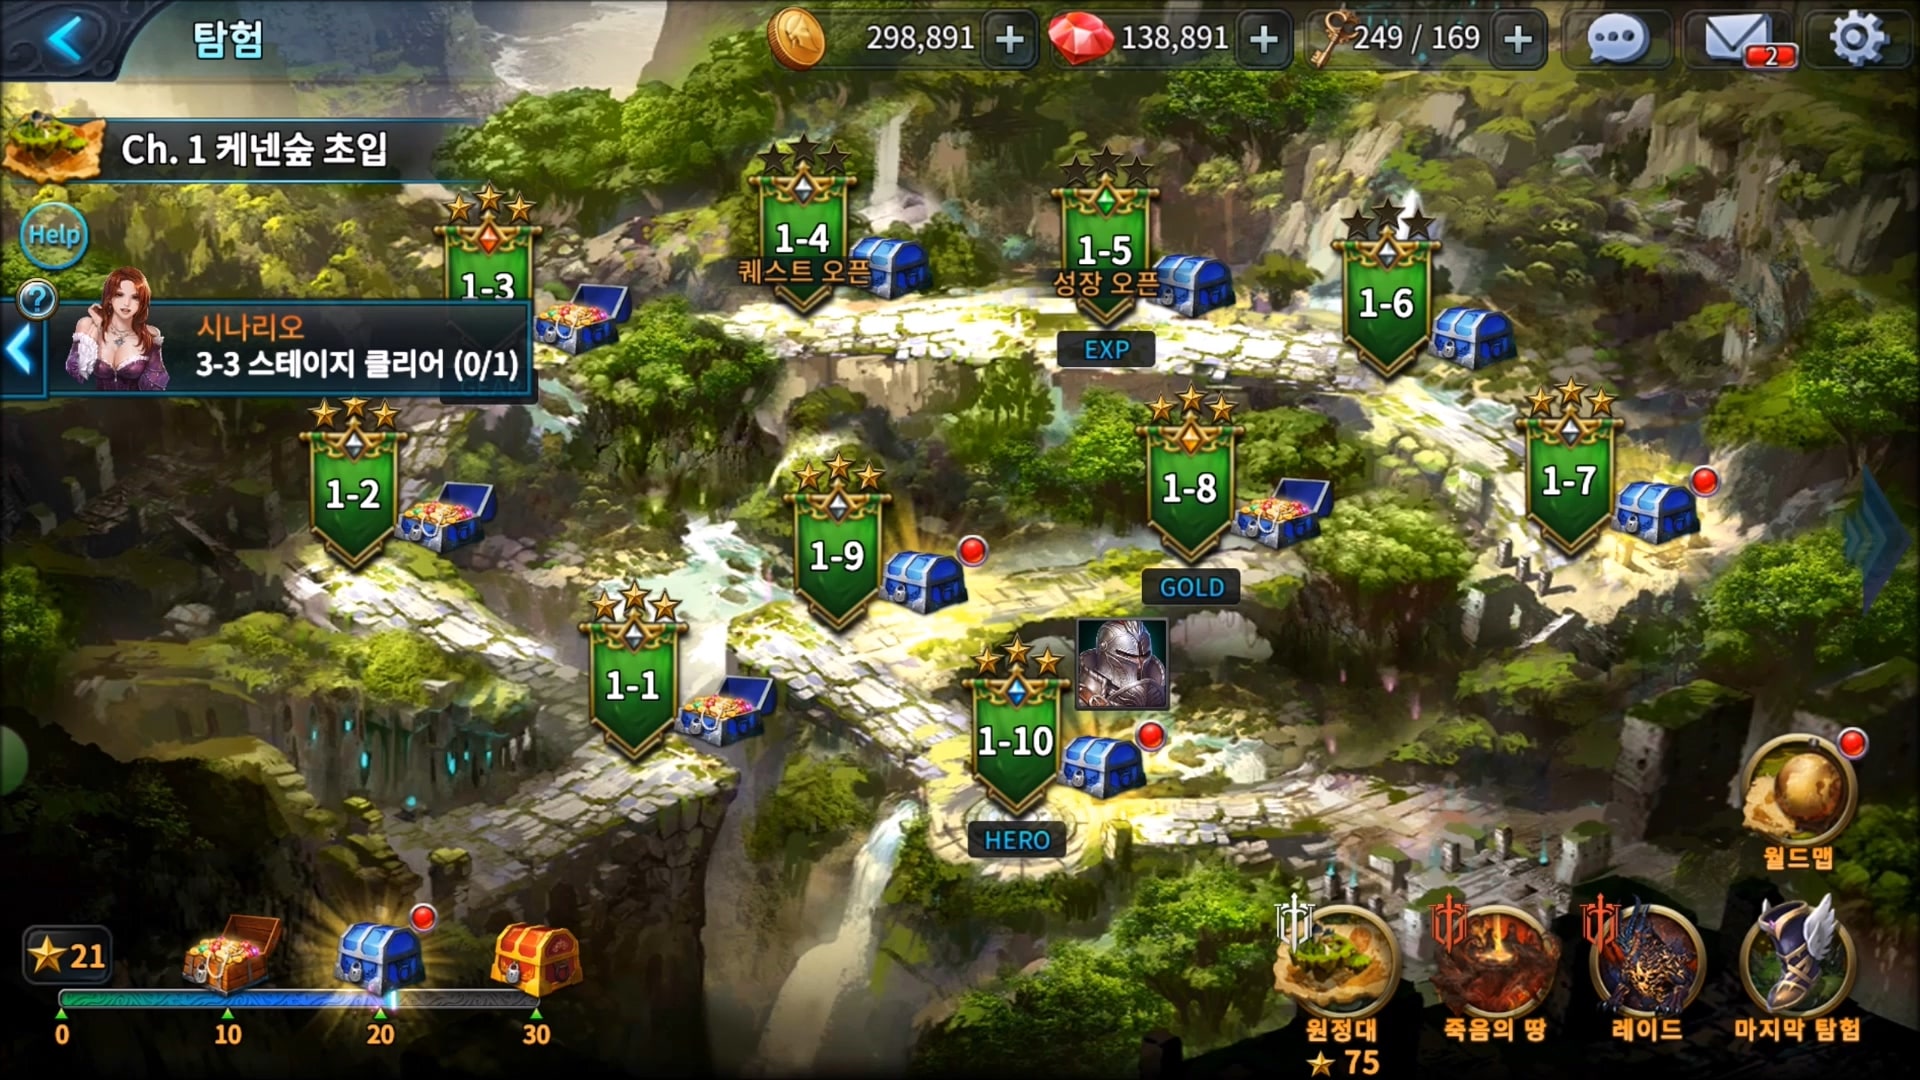 탐험
298,891
138,891
249 / 169
2
Ch. 1 케넨숲 초입
Help
?
시나리오
3-3 스테이지 클리어 (0/1)
1-3
1-4
퀘스트 오픈
1-5
성장 오픈
EXP
1-6
1-2
1-9
1-8
GOLD
1-7
1-1
1-10
HERO
월드맵
21
0
10
20
30
원정대
75
죽음의 땅
레이드
마지막 탐험